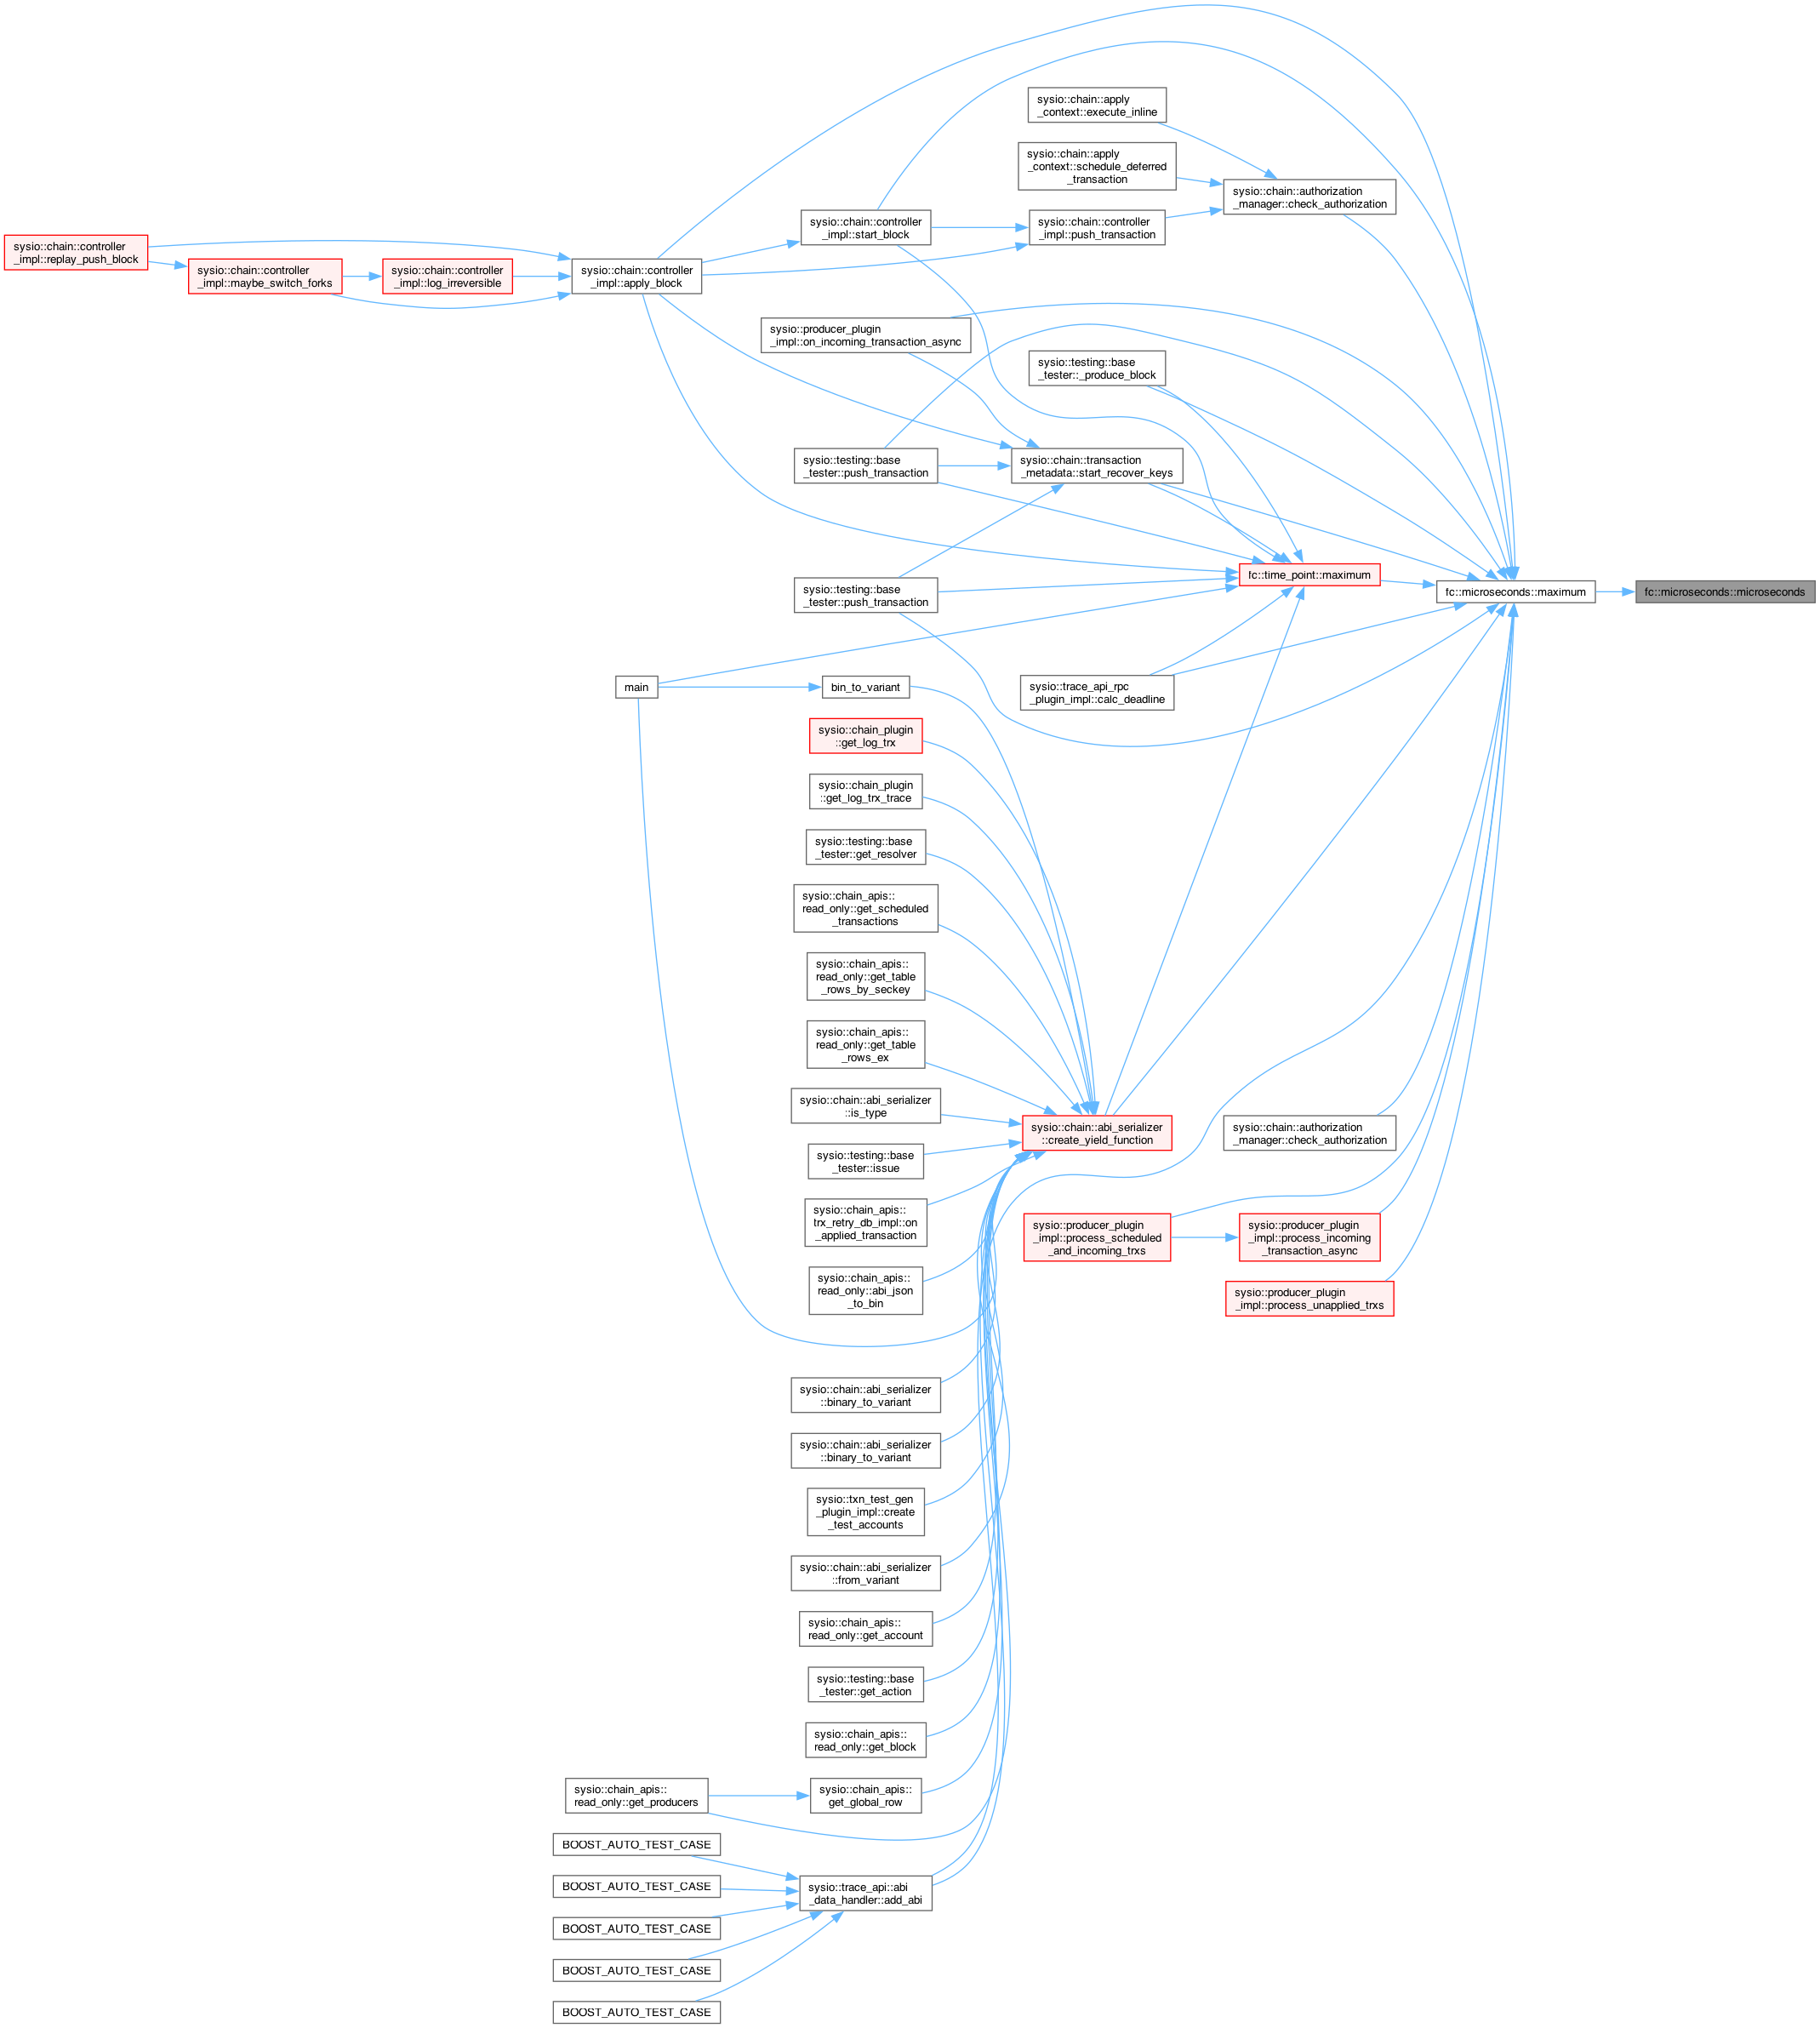 sysio::chain::apply
_context::execute_inline
sysio::chain::apply
_context::schedule_deferred
_transaction
sysio::chain::authorization
_manager::check_authorization
sysio::chain::controller
_impl::start_block
sysio::chain::controller
_impl::push_transaction
sysio::chain::controller
_impl::replay_push_block
sysio::chain::controller
_impl::maybe_switch_forks
sysio::chain::controller
_impl::log_irreversible
sysio::chain::controller
_impl::apply_block
sysio::producer_plugin
_impl::on_incoming_transaction_async
sysio::testing::base
_tester::_produce_block
sysio::testing::base
_tester::push_transaction
sysio::chain::transaction
_metadata::start_recover_keys
fc::time_point::maximum
sysio::testing::base
_tester::push_transaction
fc::microseconds::maximum
fc::microseconds::microseconds
main
bin_to_variant
sysio::trace_api_rpc
_plugin_impl::calc_deadline
sysio::chain_plugin
::get_log_trx
sysio::chain_plugin
::get_log_trx_trace
sysio::testing::base
_tester::get_resolver
sysio::chain_apis::
read_only::get_scheduled
_transactions
sysio::chain_apis::
read_only::get_table
_rows_by_seckey
sysio::chain_apis::
read_only::get_table
_rows_ex
sysio::chain::abi_serializer
::is_type
sysio::chain::abi_serializer
::create_yield_function
sysio::chain::authorization
_manager::check_authorization
sysio::testing::base
_tester::issue
sysio::chain_apis::
trx_retry_db_impl::on
_applied_transaction
sysio::producer_plugin
_impl::process_scheduled
_and_incoming_trxs
sysio::producer_plugin
_impl::process_incoming
_transaction_async
sysio::chain_apis::
read_only::abi_json
_to_bin
sysio::producer_plugin
_impl::process_unapplied_trxs
sysio::chain::abi_serializer
::binary_to_variant
sysio::chain::abi_serializer
::binary_to_variant
sysio::txn_test_gen
_plugin_impl::create
_test_accounts
sysio::chain::abi_serializer
::from_variant
sysio::chain_apis::
read_only::get_account
sysio::testing::base
_tester::get_action
sysio::chain_apis::
read_only::get_block
sysio::chain_apis::
read_only::get_producers
sysio::chain_apis::
get_global_row
BOOST_AUTO_TEST_CASE
BOOST_AUTO_TEST_CASE
sysio::trace_api::abi
_data_handler::add_abi
BOOST_AUTO_TEST_CASE
BOOST_AUTO_TEST_CASE
BOOST_AUTO_TEST_CASE